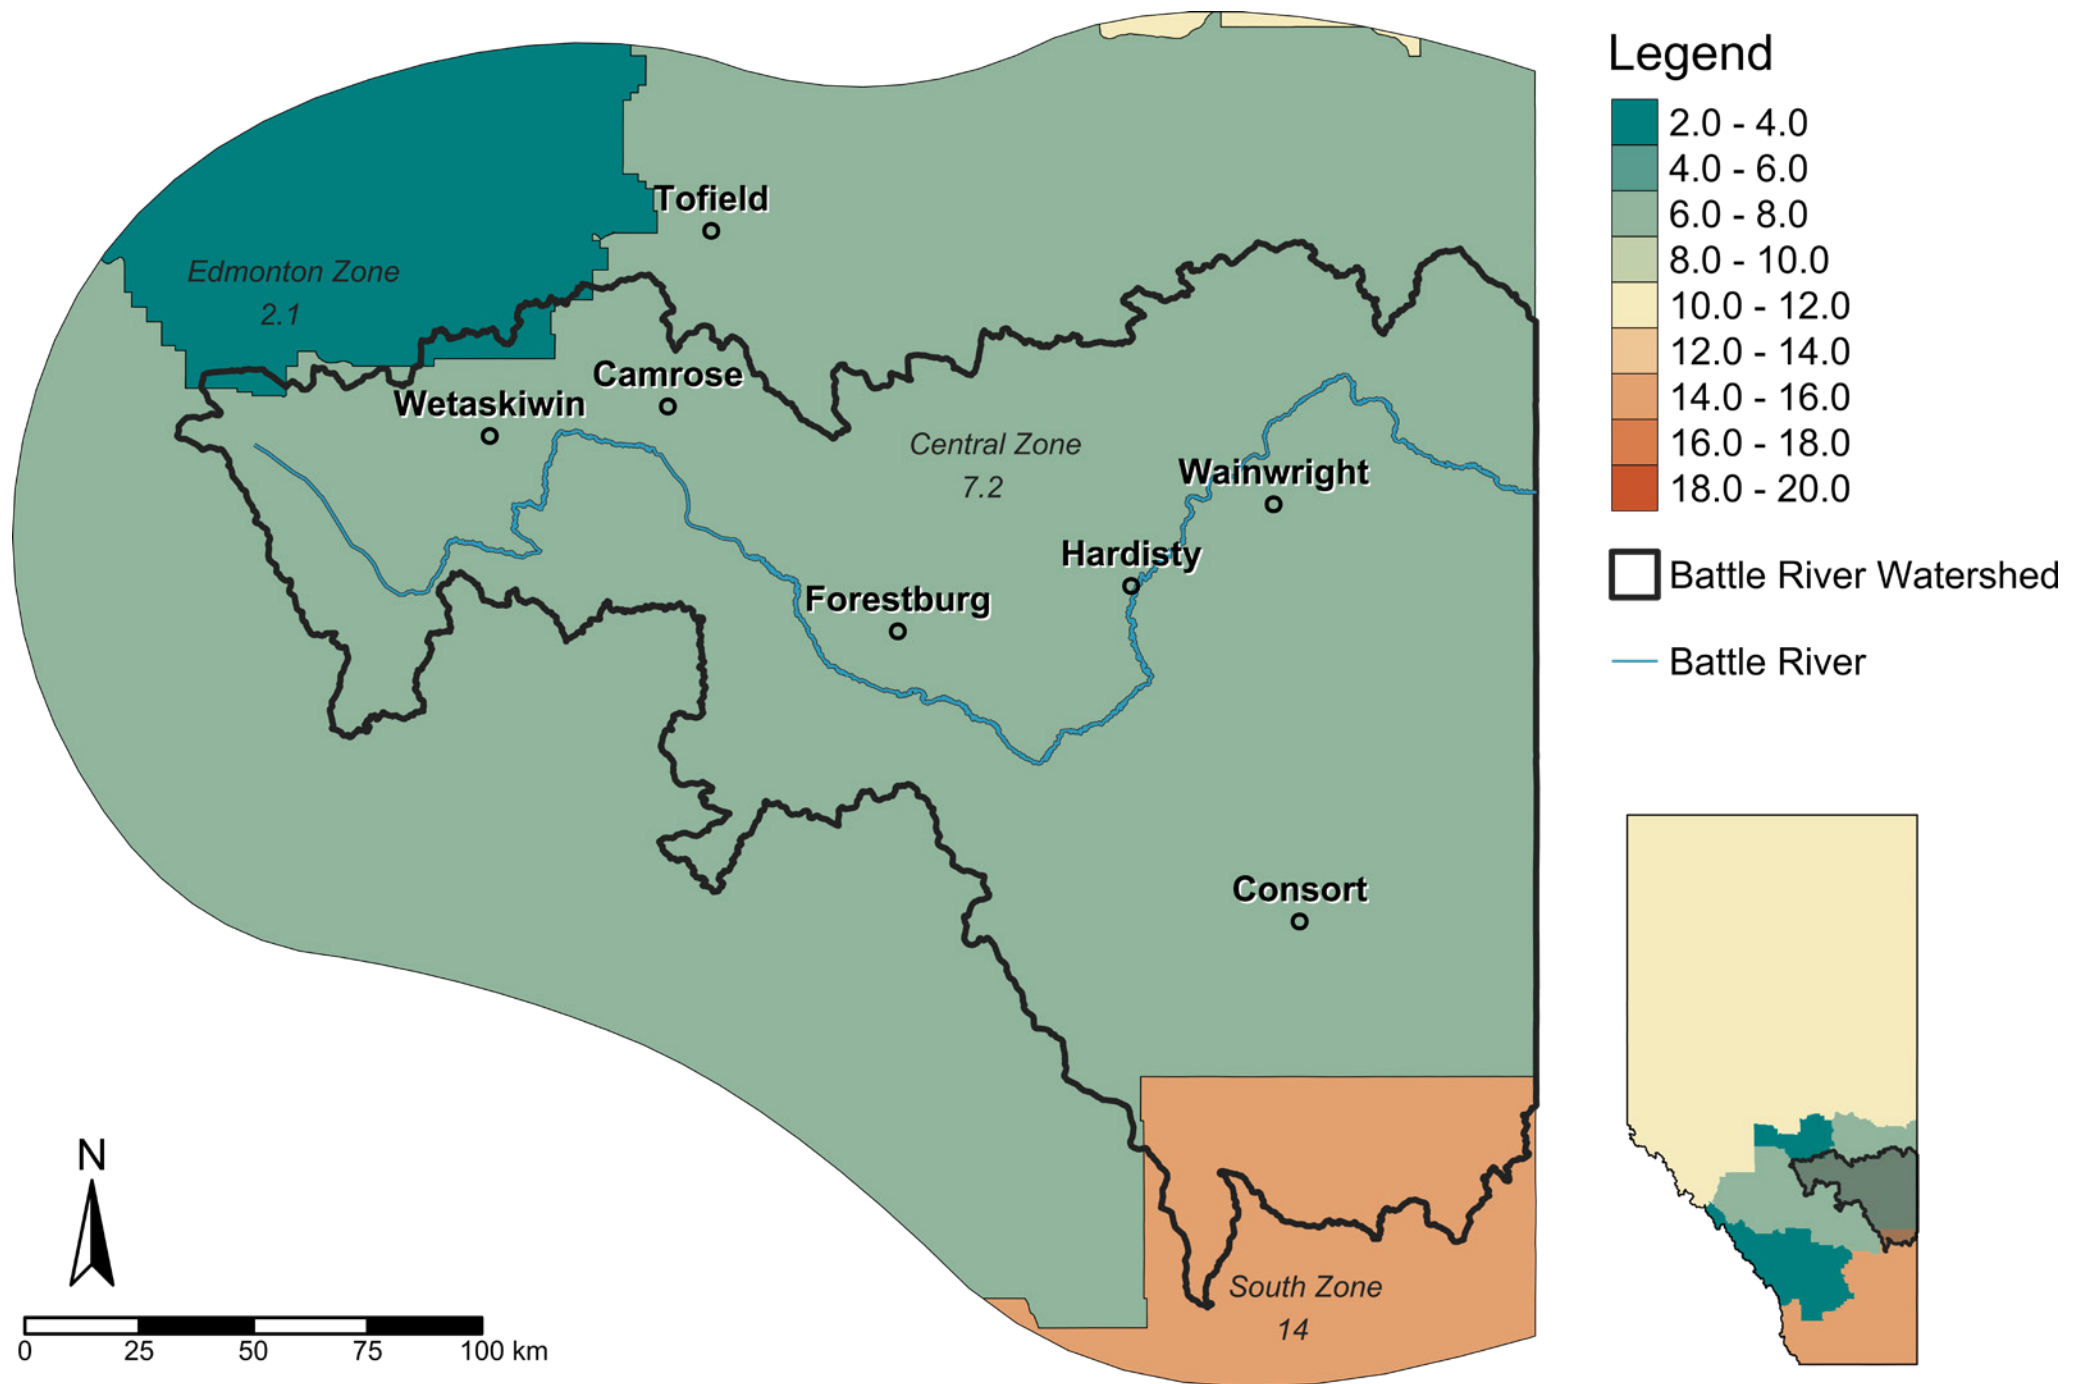 Tofield
Edmonton Zone
2.1
Camrose
Wetaskiwin
Central Zone
7.2
Wainwright
Hardisty
Forestburg
Consort
South Zone
14
N
0 25 50 75 100 km
Legend
2.0 - 4.0
4.0 - 6.0
6.0 - 8.0
8.0 - 10.0
10.0 - 12.0
12.0 - 14.0
14.0 - 16.0
16.0 - 18.0
18.0 - 20.0
Battle River Watershed
Battle River